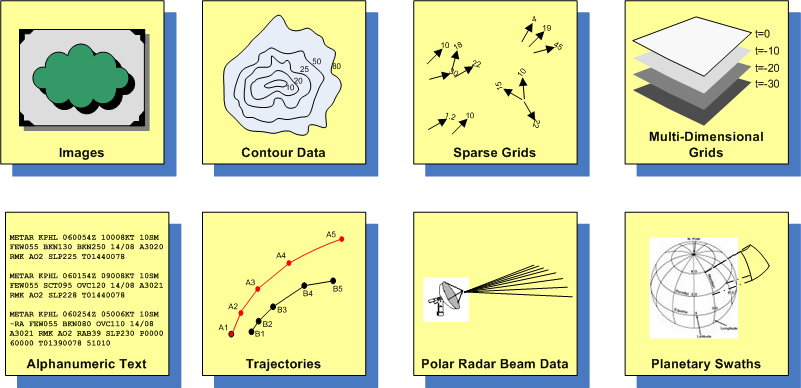 Images
50
80
25
20
10
Contour Data
4
19
10
18
45
30
22
10
15
1.2
10
22
Sparse Grids
t=0
t=-10
t=-20
t=-30
Multi-Dimensional
Grids
METAR KPHL 060054Z 10008KT 10SM
FEW055 BKN130 BKN250 14/08 A3020
RMK AO2 SLP225 T01440078
METAR KPHL 060154Z 09008KT 10SM
FEW055 SCT095 OVC120 14/08 A3021
RMK AO2 SLP228 T01440078
METAR KPHL 060254Z 05006KT 10SM
-RA FEW055 BKN080 OVC110 14/08
A3021 RMK AO2 RAB39 SLP230 P0000
60000 T01390078 51010
Alphanumeric Text
A5
A4
A3
A2
A1
B5
B4
B3
B2
B1
Trajectories
Polar Radar Beam Data
Longitude
Latitude
Planetary Swaths